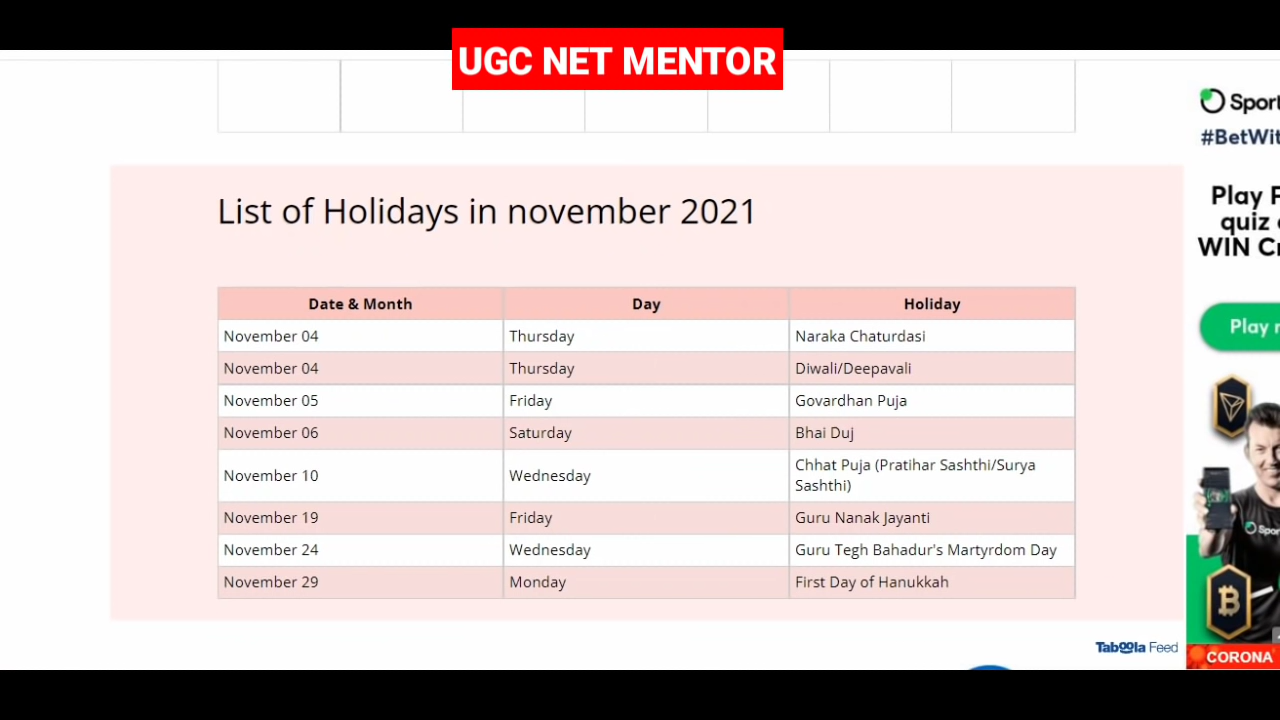 UGC NET MENTOR
Sport
#BetWit
List of Holidays in november 2021
Play F
quiz
WIN Cr
Play
Date & Month Day Holiday
November 04 Thursday Naraka Chaturdasi
November 04 Thursday Diwali/Deepavali
November 05 Friday Govardhan Puja
November 06 Saturday Bhai Duj
November 10 Wednesday Chhat Puja (Pratihar Sashthi/Surya
Sashthi)
November 19 Friday Guru Nanak Jayanti
November 24 Wednesday Guru Tegh Bahadur's Martyrdom Day
November 29 Monday First Day of Hanukkah
Taboola Feed
CORONA